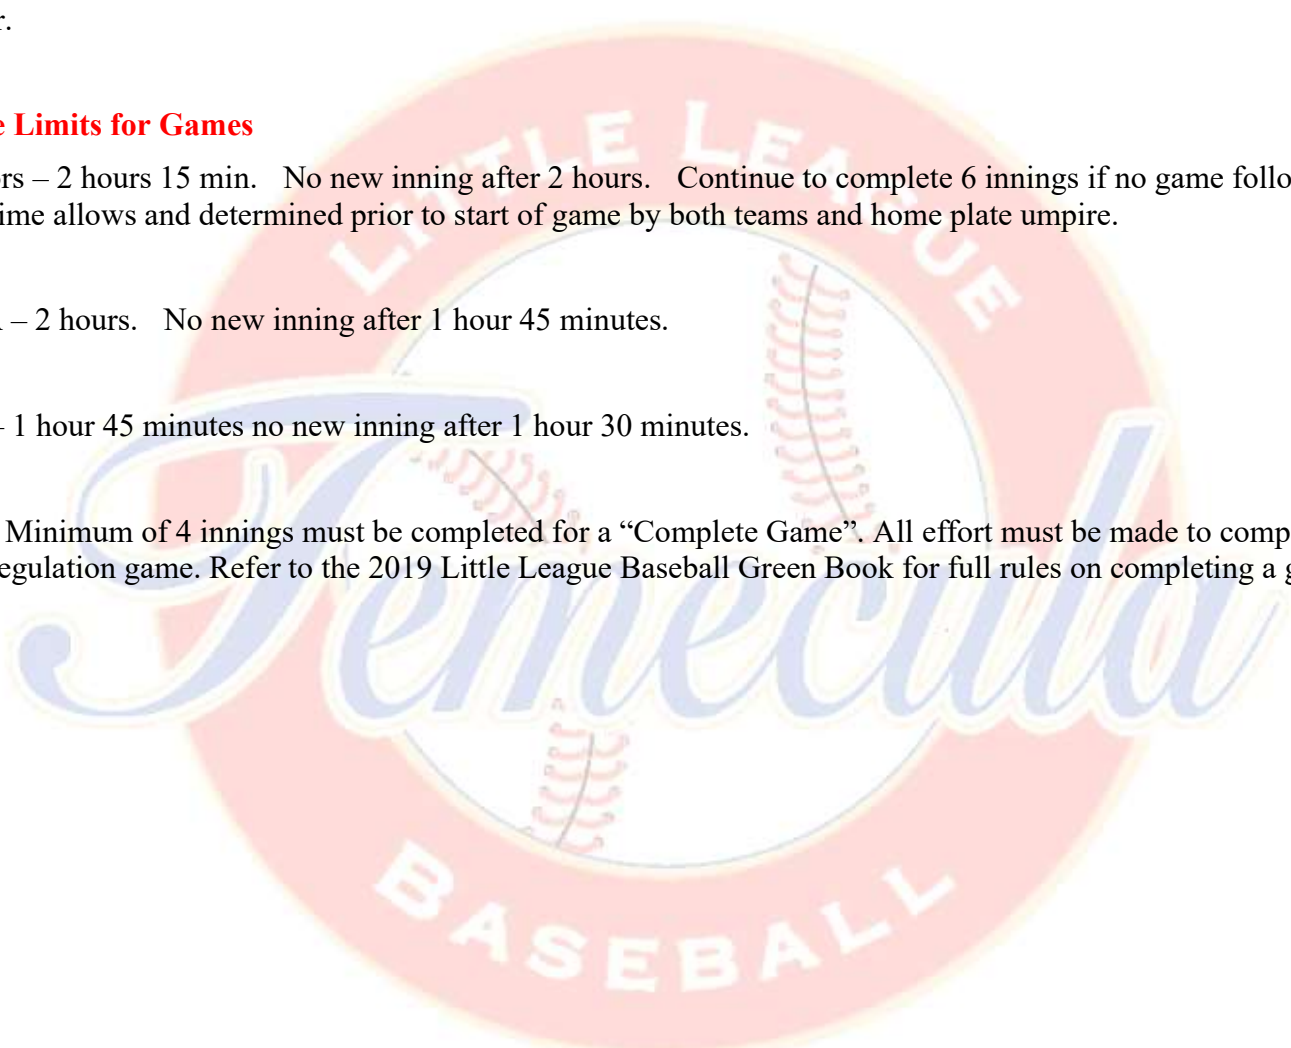 r.
e Limits for Games
rs – 2 hours 15 min. No new inning after 2 hours. Continue to complete 6 innings if no game follo
ime allows and determined prior to start of game by both teams and home plate umpire.
– 2 hours. No new inning after 1 hour 45 minutes.
- 1 hour 45 minutes no new inning after 1 hour 30 minutes.
Minimum of 4 innings must be completed for a “Complete Game”. All effort must be made to comp
egulation game. Refer to the 2019 Little League Baseball Green Book for full rules on completing a g
LITTLE LEAGUE
Temecula
BASEBALL